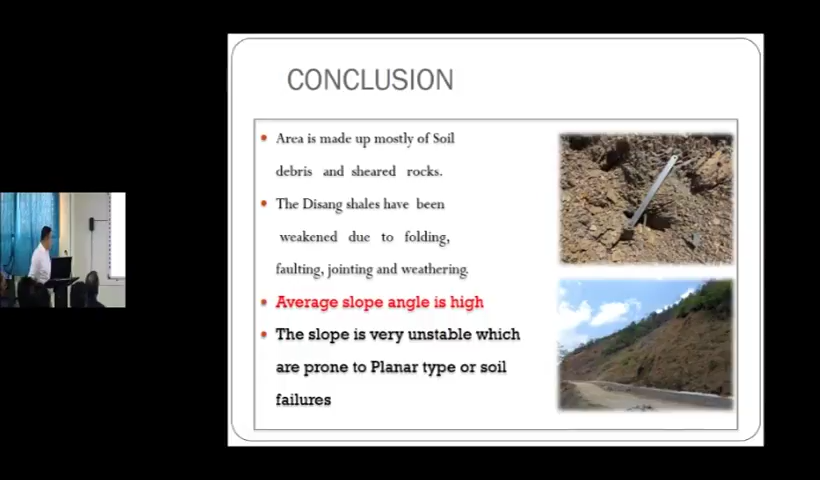 CONCLUSION
Area is made up mostly of Soil
debris and sheared rocks.
The Disang shales have been
weakened due to folding,
faulting, jointing and weathering.
Average slope angle is high
The slope is very unstable which
are prone to Planar type or soil
failures